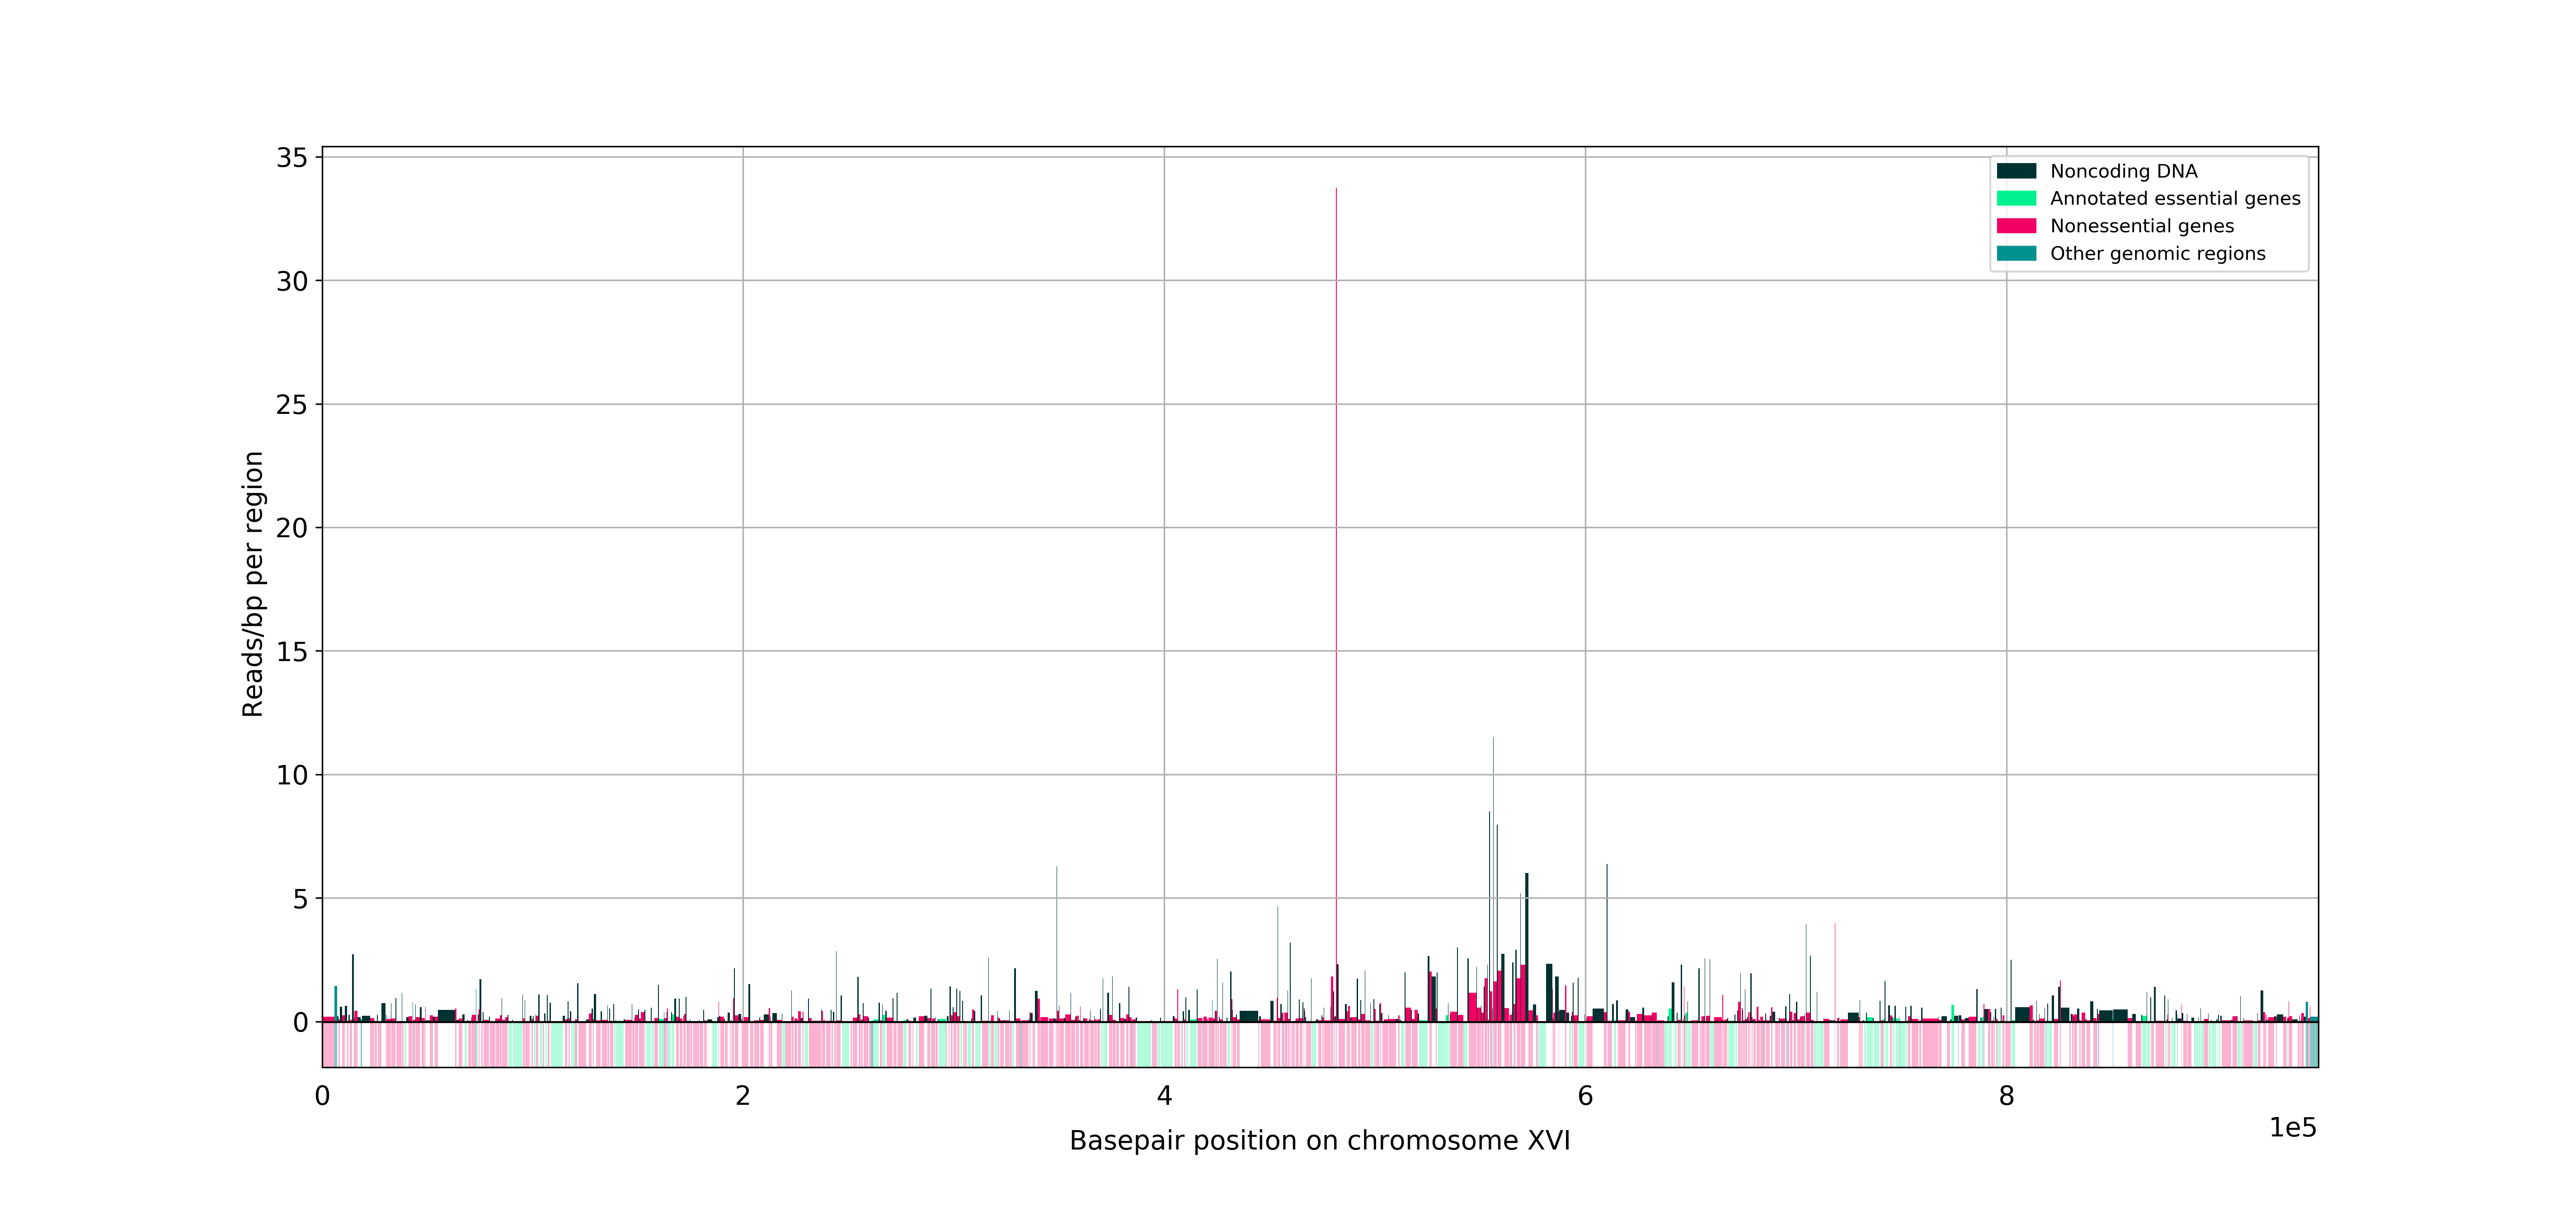 35
30
25
20
15
10
5
0
Reads/bp per region
Noncoding DNA
Annotated essential genes
Nonessential genes
Other genomic regions
0 2 4 6 8
1e5
Basepair position on chromosome XVI